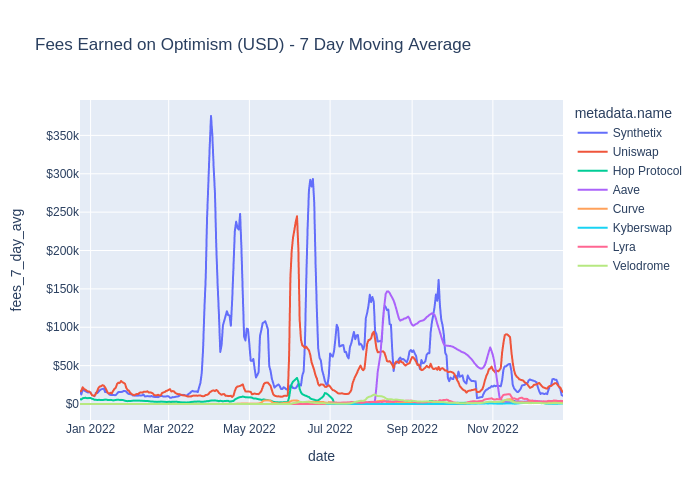 Fees Earned on Optimism (USD) - 7 Day Moving Average
metadata.name
Synthetix
Uniswap
Hop Protocol
Aave
Curve
Kyberswap
Lyra
Velodrome
fees_7_day_avg
$350k
$300k
$250k
$200k
$150k
$100k
$50k
$0
Jan 2022
Mar 2022
May 2022
Jul 2022
Sep 2022
Nov 2022
date